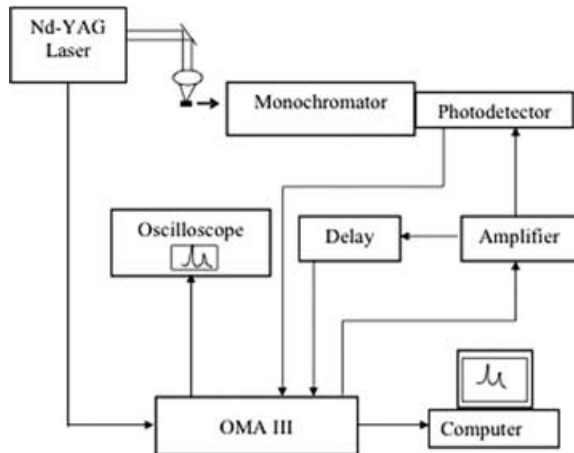 Nd-YAG
Laser
Monochromator
Photodetector
Oscilloscope
Delay
Amplifier
OMA III
Computer